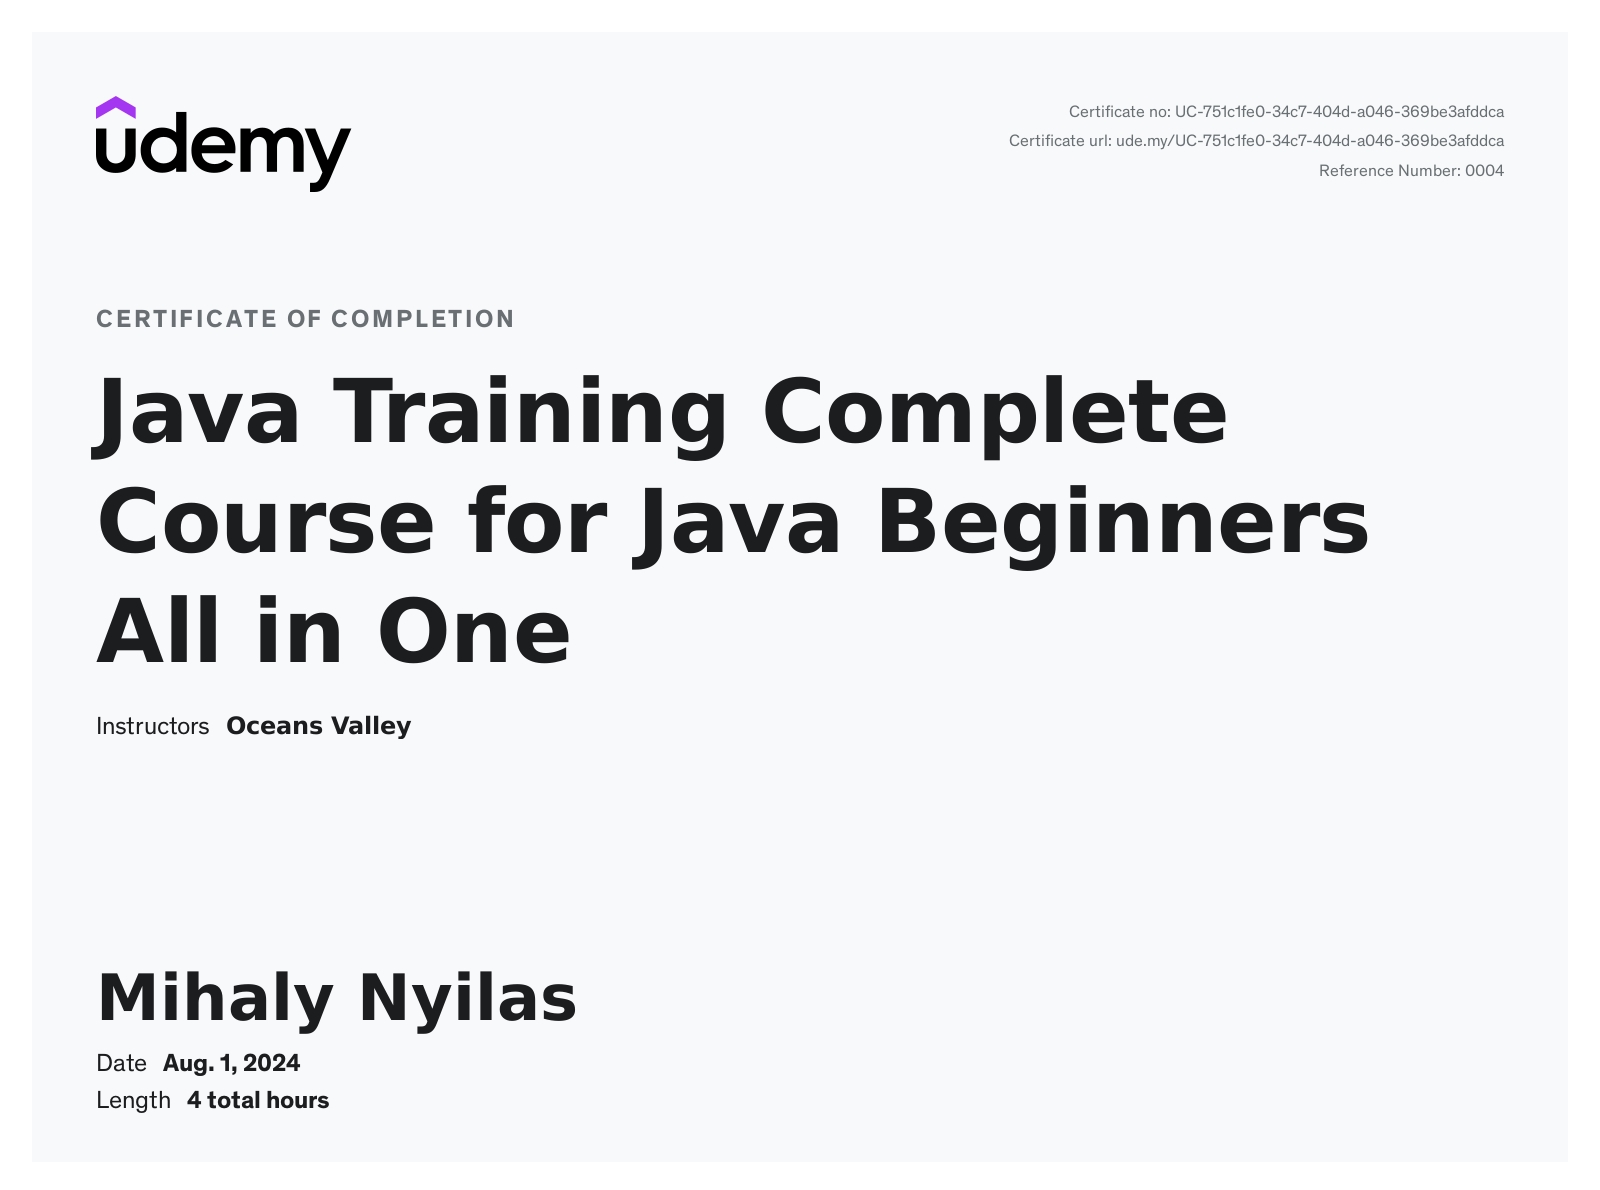 udemy
Certificate no: UC-751c1fe0-34c7-404d-a046-369be3afddca
Certificate url: ude.my/UC-751c1fe0-34c7-404d-a046-369be3afddca
Reference Number: 0004
CERTIFICATE OF COMPLETION
Java Training Complete
Course for Java Beginners
All in One
Instructors Oceans Valley
Mihaly Nyilas
Date Aug. 1, 2024
Length 4 total hours